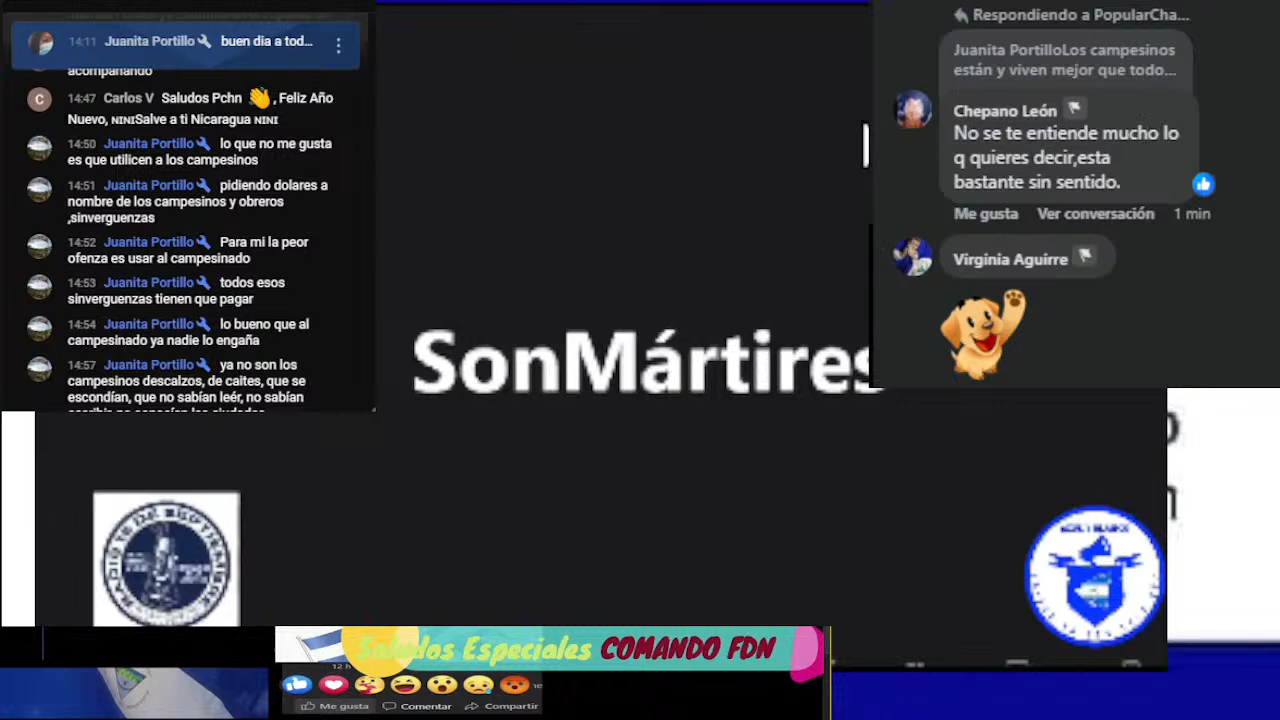 14:11 Juanita Portillo buen dia a tod...
acompañando
14:47 Carlos V Saludos Pchn 👋, Feliz Año
Nuevo, ɴɪɴɪSalve a ti Nicaragua ɴɪɴɪ
14:50 Juanita Portillo lo que no me gusta
es que utilicen a los campesinos
14:51 Juanita Portillo pidiendo dolares a
nombre de los campesinos y obreros
,sinverguenzas
14:52 Juanita Portillo Para mi la peor
ofenza es usar al campesinado
14:53 Juanita Portillo todos esos
sinverguenzas tienen que pagar
14:54 Juanita Portillo lo bueno que al
campesinado ya nadie lo engaña
14:57 Juanita Portillo ya no son los
campesinos descalzos, de caites, que se
escondían, que no sabían leér, no sabían
SonMártires
Respondiendo a PopularCha...
Juanita PortilloLos campesinos
están y viven mejor que todo...
Chepano León
No se te entiende mucho lo
q quieres decir,esta
bastante sin sentido.
Me gusta Ver conversación 1 min
Virginia Aguirre
Saludos Especiales COMANDO FDN
12 h
Me gusta Comentar Compartir